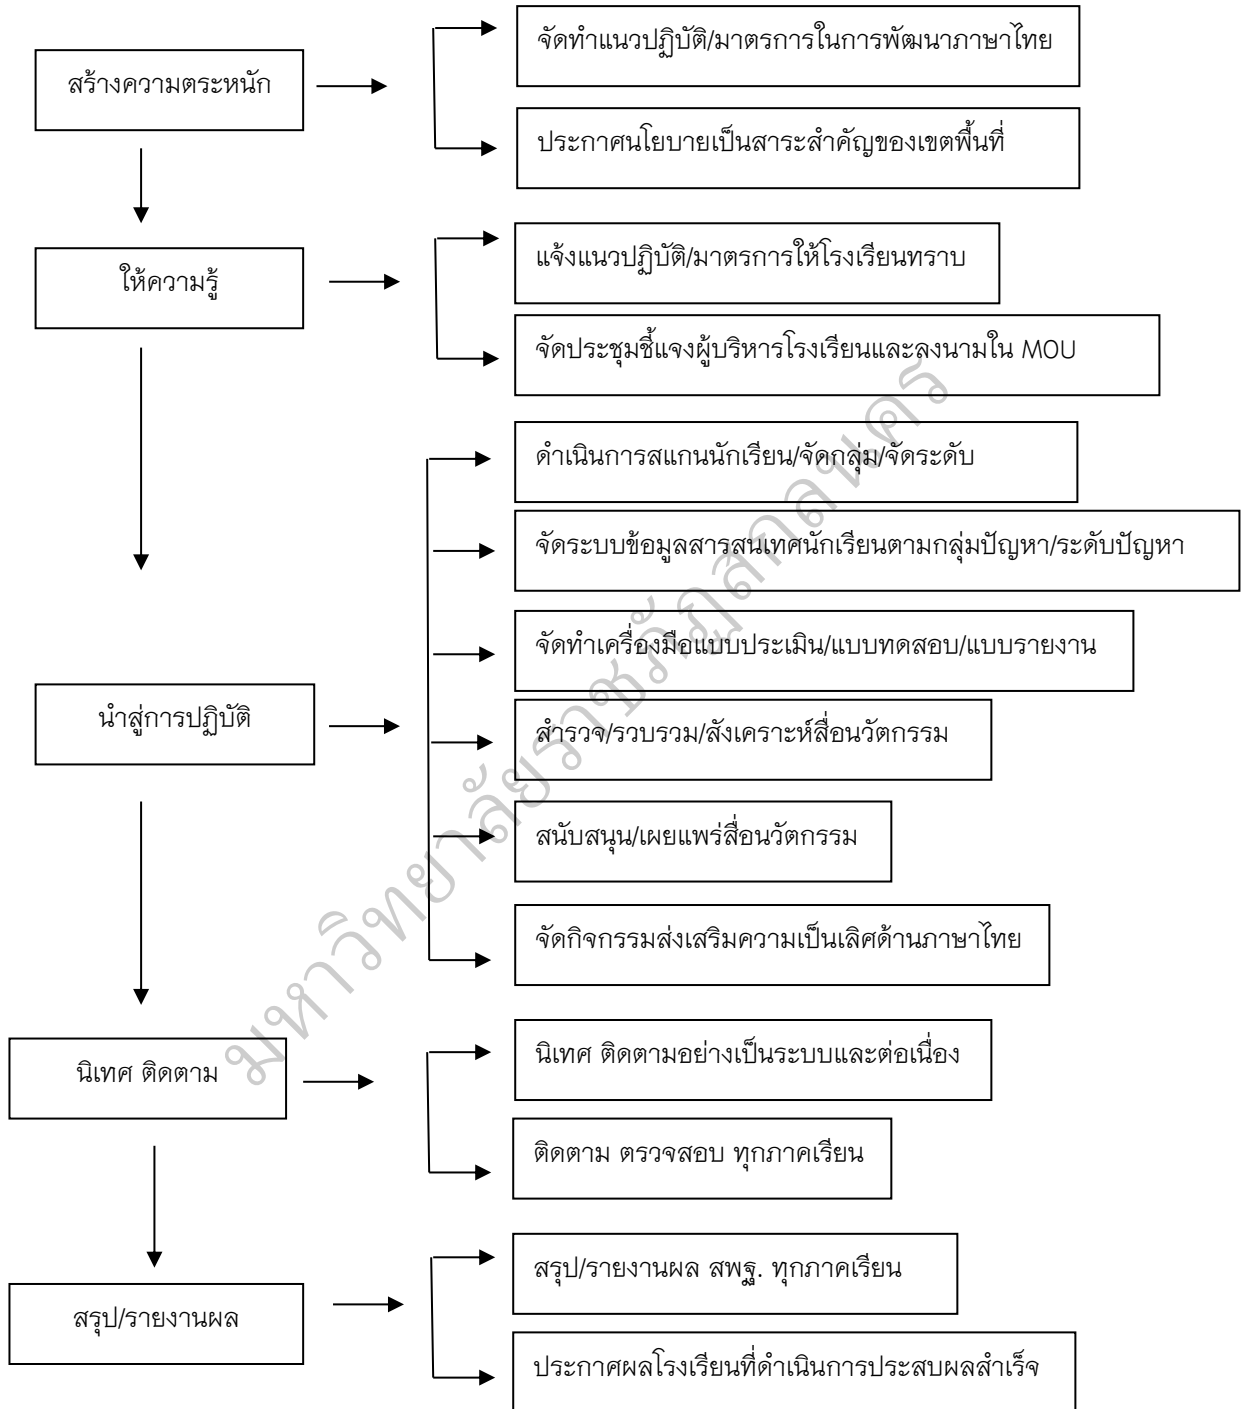 สร้างความตระหนัก
จัดทำแนวปฏิบัติ/มาตรการในการพัฒนาภาษาไทย
ประกาศนโยบายเป็นสาระสำคัญของเขตพื้นที่
ให้ความรู้
แจ้งแนวปฏิบัติ/มาตรการให้โรงเรียนทราบ
จัดประชุมชี้แจงผู้บริหารโรงเรียนและลงนามใน MOU
นำสู่การปฏิบัติ
ดำเนินการสแกนนักเรียน/จัดกลุ่ม/จัดระดับ
จัดระบบข้อมูลสารสนเทศนักเรียนตามกลุ่มปัญหา/ระดับปัญหา
จัดทำเครื่องมือแบบประเมิน/แบบทดสอบ/แบบรายงาน
สำรวจ/รวบรวม/สังเคราะห์สื่อนวัตกรรม
สนับสนุน/เผยแพร่สื่อนวัตกรรม
จัดกิจกรรมส่งเสริมความเป็นเลิศด้านภาษาไทย
นิเทศ ติดตาม
นิเทศ ติดตามอย่างเป็นระบบและต่อเนื่อง
ติดตาม ตรวจสอบ ทุกภาคเรียน
สรุป/รายงานผล
สรุป/รายงานผล สพฐ. ทุกภาคเรียน
ประกาศผลโรงเรียนที่ดำเนินการประสบผลสำเร็จ
มหาวิทยาลัยราชภัฏสกลนคร